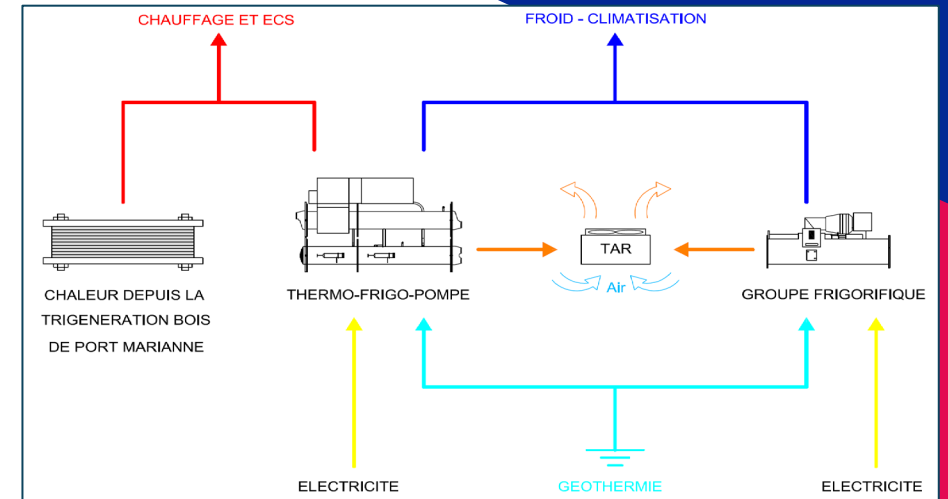 CHAUFFAGE ET ECS
FROID - CLIMATISATION
TAR
Air
CHALEUR DEPUIS LA
TRIGENERATION BOIS
DE PORT MARIANNE
THERMO-FRIGO-POMPE
GROUPE FRIGORIFIQUE
ELECTRICITE
GEOTHERMIE
ELECTRICITE